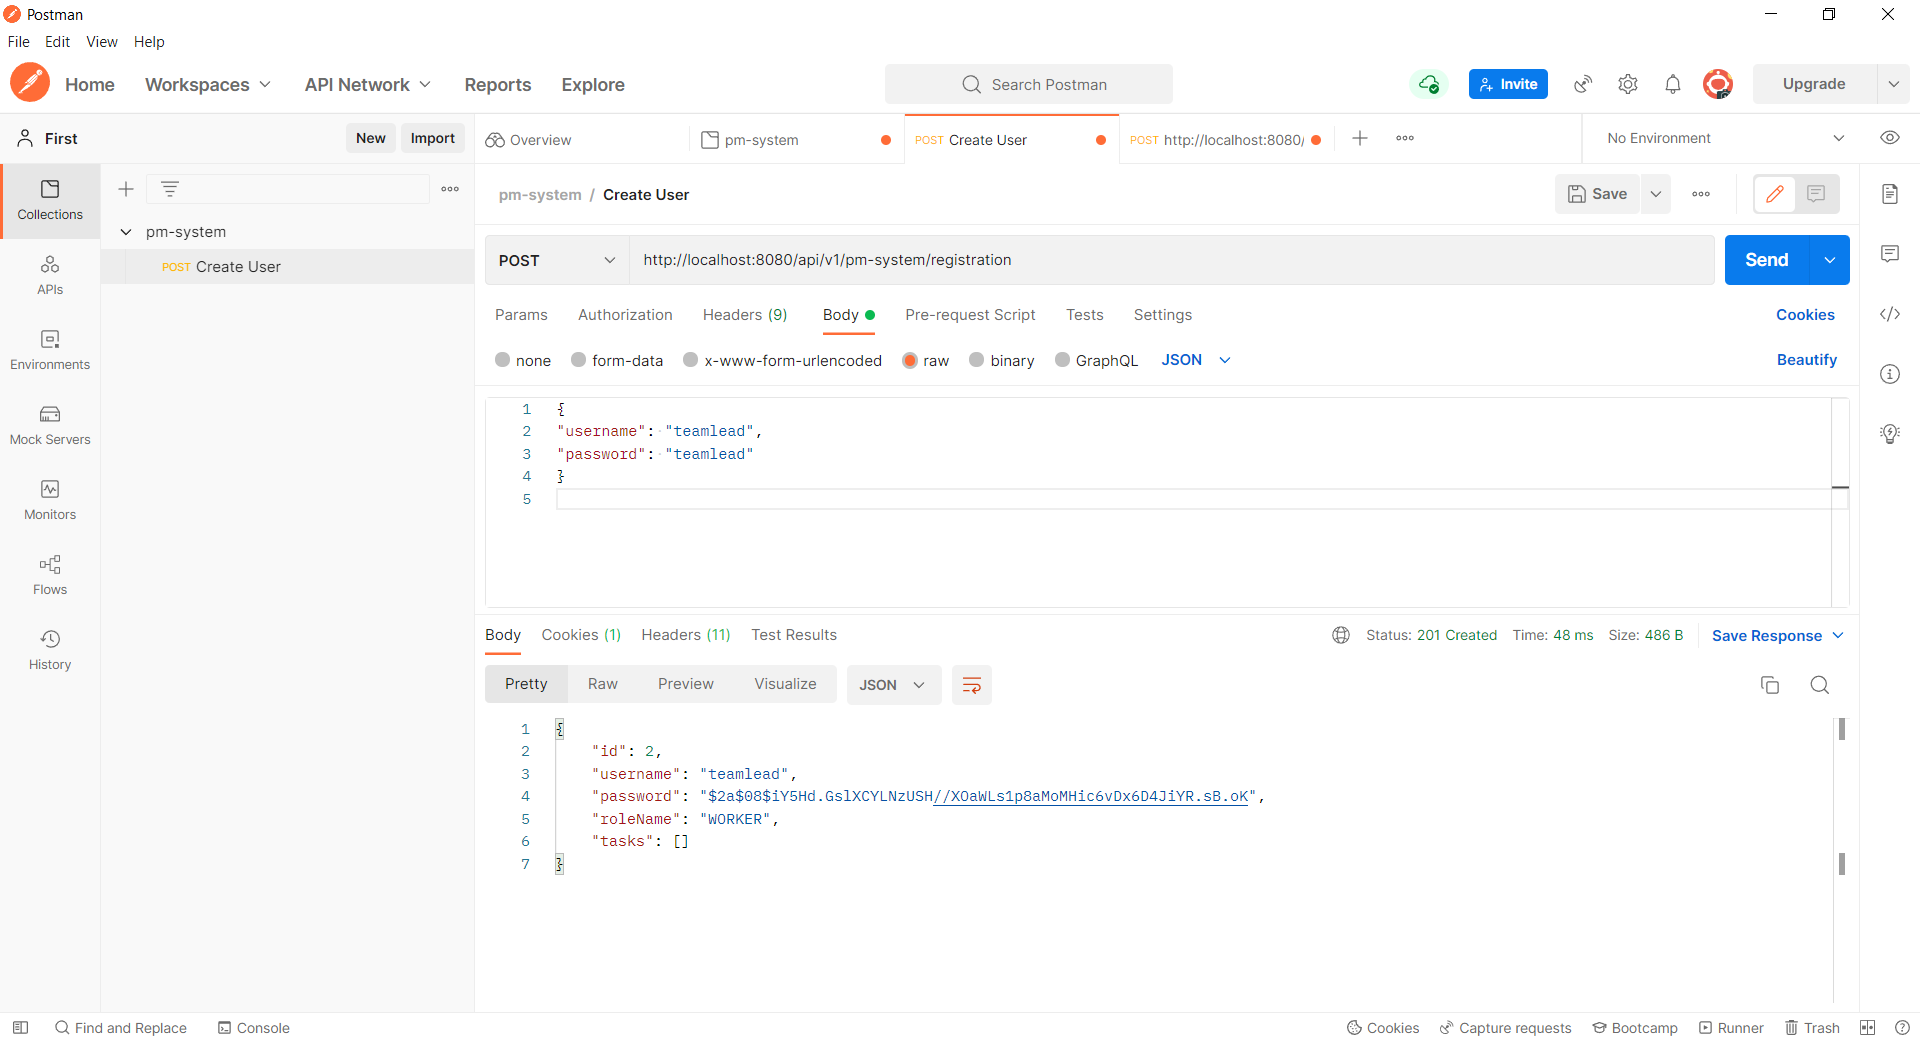 Postman
File Edit View Help
Home Workspaces API Network Reports Explore Search Postman Invite Upgrade
First New Import Overview pm-system POST Create User POST http://localhost:8080/ No Environment
Collections
APIs
Environments
Mock Servers
Monitors
Flows
History
pm-system
POST Create User
pm-system / Create User Save
POST http://localhost:8080/api/v1/pm-system/registration Send
Params Authorization Headers (9) Body Pre-request Script Tests Settings Cookies
none form-data x-www-form-urlencoded raw binary GraphQL JSON Beautify
1 {
2 "username": "teamlead",
3 "password": "teamlead"
4 }
5
Body Cookies (1) Headers (11) Test Results Status: 201 Created Time: 48 ms Size: 486 B Save Response
Pretty Raw Preview Visualize JSON
1 {
2 "id": 2,
3 "username": "teamlead",
4 "password": "$2a$08$iY5Hd.GslXCYLNzUSH//XOaWLs1p8aMoMHic6vDx6D4JiYR.sB.oK",
5 "roleName": "WORKER",
6 "tasks": []
7 }
Find and Replace Console Cookies Capture requests Bootcamp Runner Trash